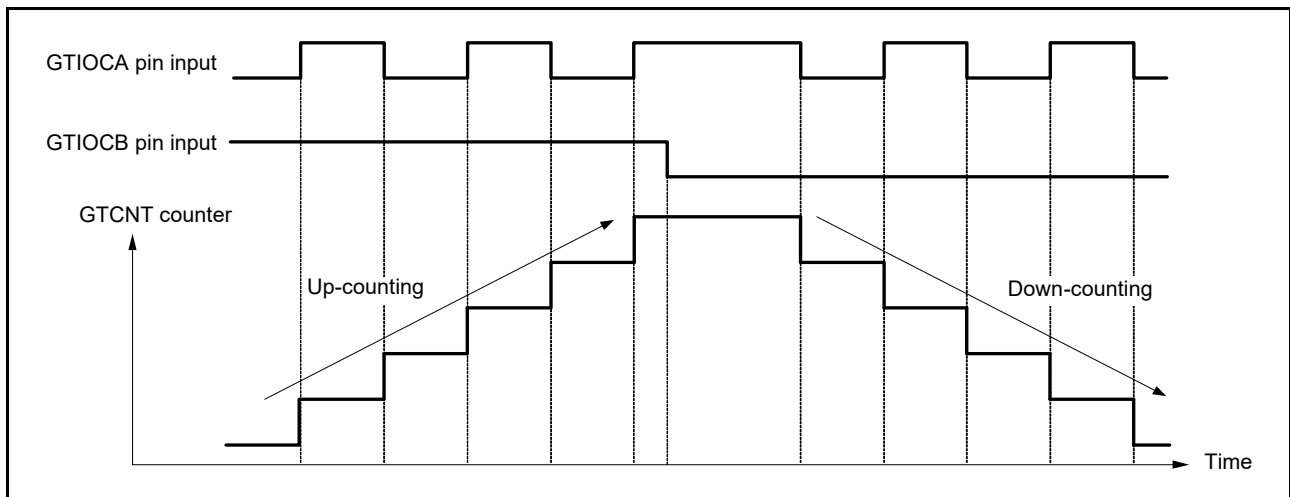 GTIOCA pin input
GTIOCB pin input
GTCNT counter
Up-counting
Down-counting
Time